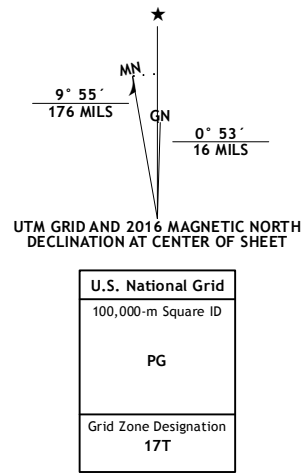 ★
MN
GN
9° 55´
176 MILS
0° 53´
16 MILS
UTM GRID AND 2016 MAGNETIC NORTH
DECLINATION AT CENTER OF SHEET
U.S. National Grid
100,000-m Square ID
PG
Grid Zone Designation
17T